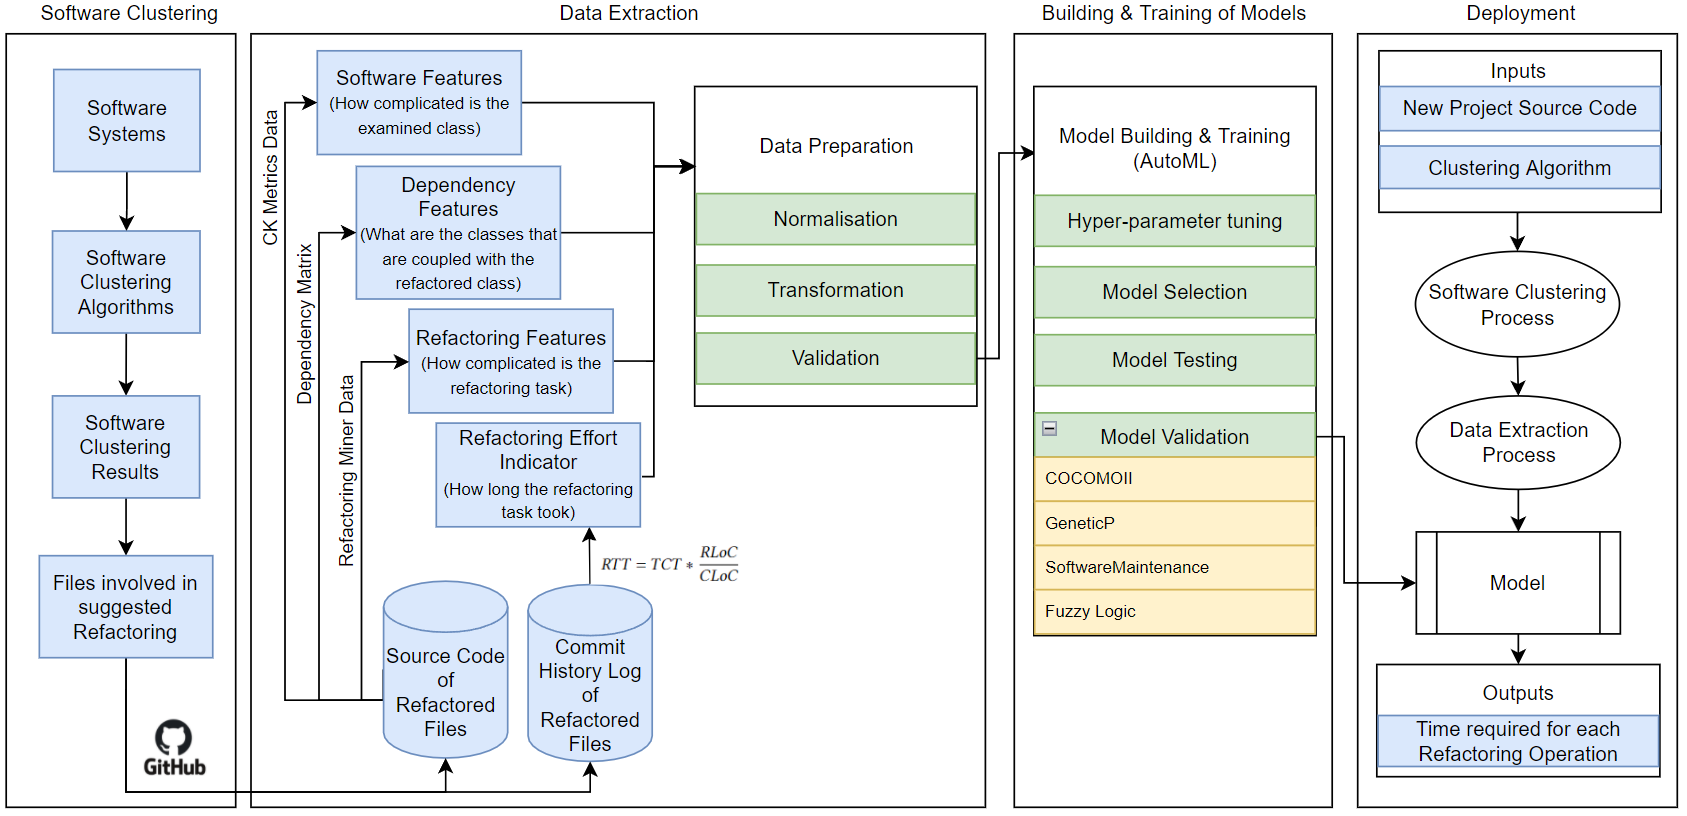 Software Clustering
Software
Systems
Software
Clustering
Algorithms
Software
Clustering
Results
Files involved in
suggested
Refactoring
GitHub
Data Extraction
CK Metrics Data
Dependency Matrix
Refactoring Miner Data
Software Features
(How complicated is the
examined class)
Dependency
Features
(What are the classes that
are coupled with the
refactored class)
Refactoring Features
(How complicated is the
refactoring task)
Refactoring Effort
Indicator
(How long the refactoring
task took)
RTT = TCT * RLoC / CLoC
Source Code
of
Refactored
Files
Commit
History Log
of
Refactored
Files
Data Preparation
Normalisation
Transformation
Validation
Building & Training of Models
Model Building & Training
(AutoML)
Hyper-parameter tuning
Model Selection
Model Testing
Model Validation
COCOMOII
GeneticP
SoftwareMaintenance
Fuzzy Logic
Deployment
Inputs
New Project Source Code
Clustering Algorithm
Software Clustering
Process
Data Extraction
Process
Model
Outputs
Time required for each
Refactoring Operation